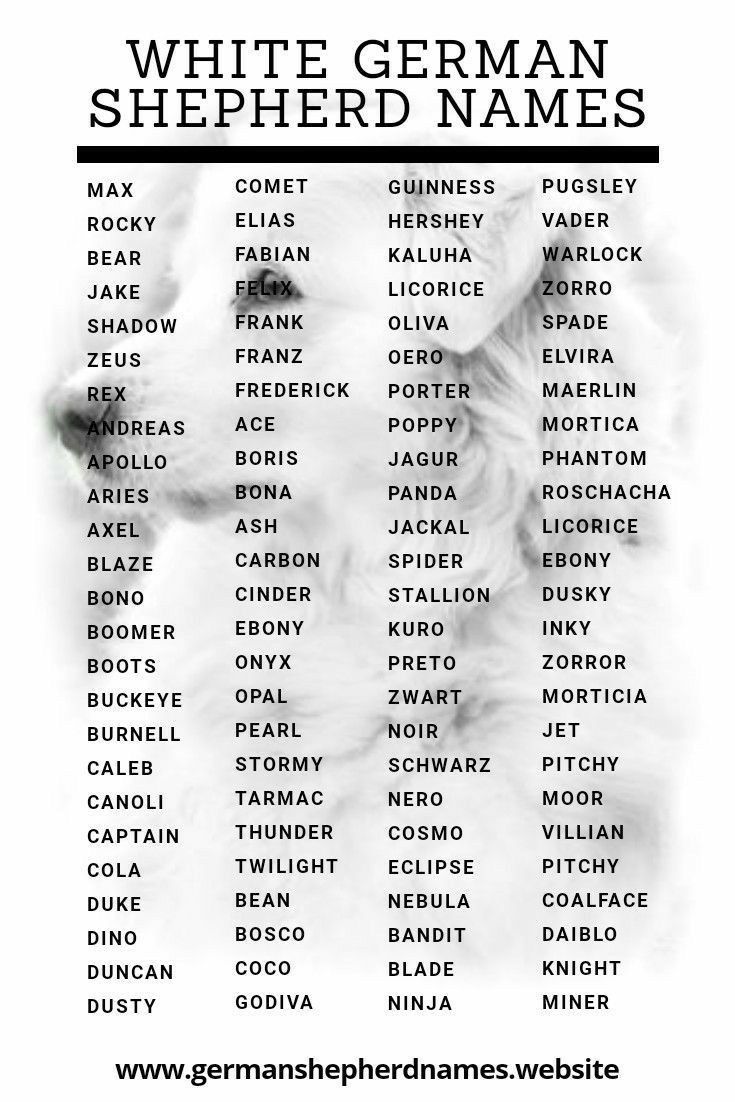 WHITE GERMAN
SHEPHERD NAMES
MAX
ROCKY
BEAR
JAKE
SHADOW
ZEUS
REX
ANDREAS
APOLLO
ARIES
AXEL
BLAZE
BONO
BOOMER
BOOTS
BUCKEYE
BURNELL
CALEB
CANOLI
CAPTAIN
COLA
DUKE
DINO
DUNCAN
DUSTY
COMET
ELIAS
FABIAN
FELIX
FRANK
FRANZ
FREDERICK
ACE
BORIS
BONA
ASH
CARBON
CINDER
EBONY
ONYX
OPAL
PEARL
STORMY
TARMAC
THUNDER
TWILIGHT
BEAN
BOSCO
COCO
GODIVA
GUINNESS
HERSHEY
KALUHA
LICORICE
OLIVA
OERO
PORTER
POPPY
JAGUR
PANDA
JACKAL
SPIDER
STALLION
KURO
PRETO
ZWART
NOIR
SCHWARZ
NERO
COSMO
ECLIPSE
NEBULA
BANDIT
BLADE
NINJA
PUGSLEY
VADER
WARLOCK
ZORRO
SPADE
ELVIRA
MAERLIN
MORTICA
PHANTOM
ROSCHACHA
LICORICE
EBONY
DUSKY
INKY
ZORROR
MORTICIA
JET
PITCHY
MOOR
VILLIAN
PITCHY
COALFACE
DAIBLO
KNIGHT
MINER
www.germanshepherdnames.website